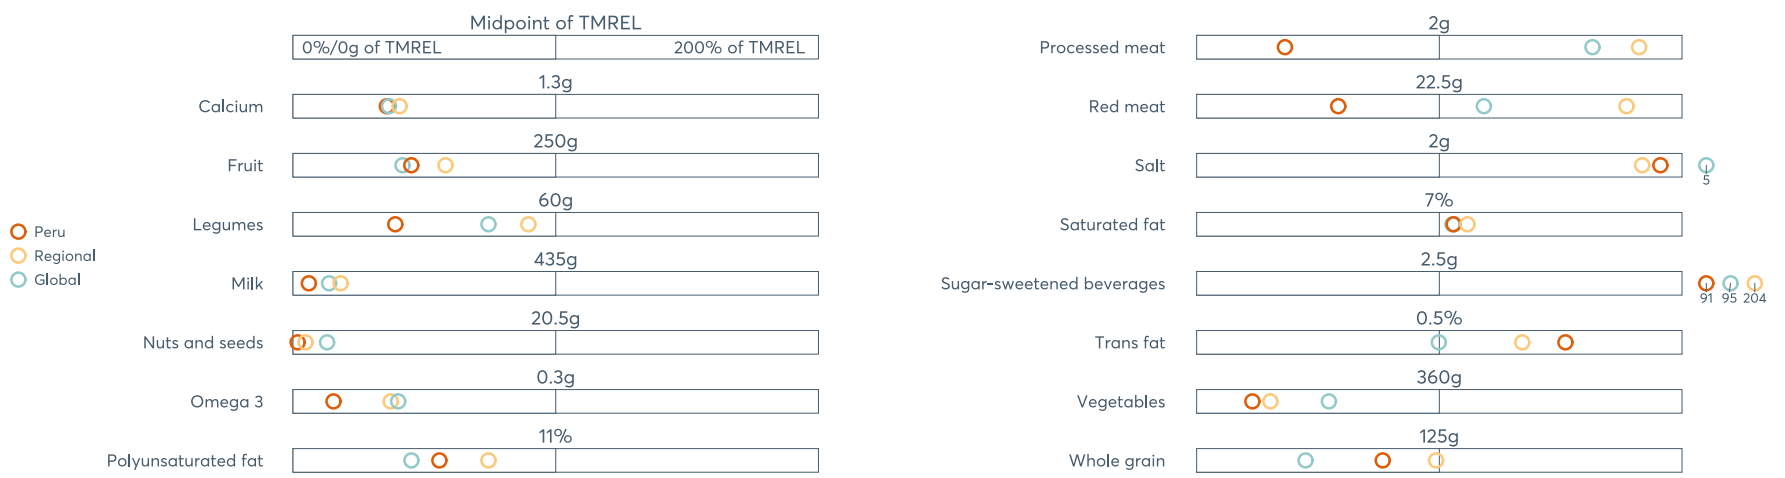 Midpoint of TMREL
0%/0g of TMREL 200% of TMREL
1.3g
Calcium
250g
Fruit
60g
Legumes
435g
Milk
20.5g
Nuts and seeds
0.3g
Omega 3
11%
Polyunsaturated fat
Peru
Regional
Global
2g
Processed meat
22.5g
Red meat
2g
Salt
5
7%
Saturated fat
2.5g
Sugar-sweetened beverages
91 95 204
0.5%
Trans fat
360g
Vegetables
125g
Whole grain